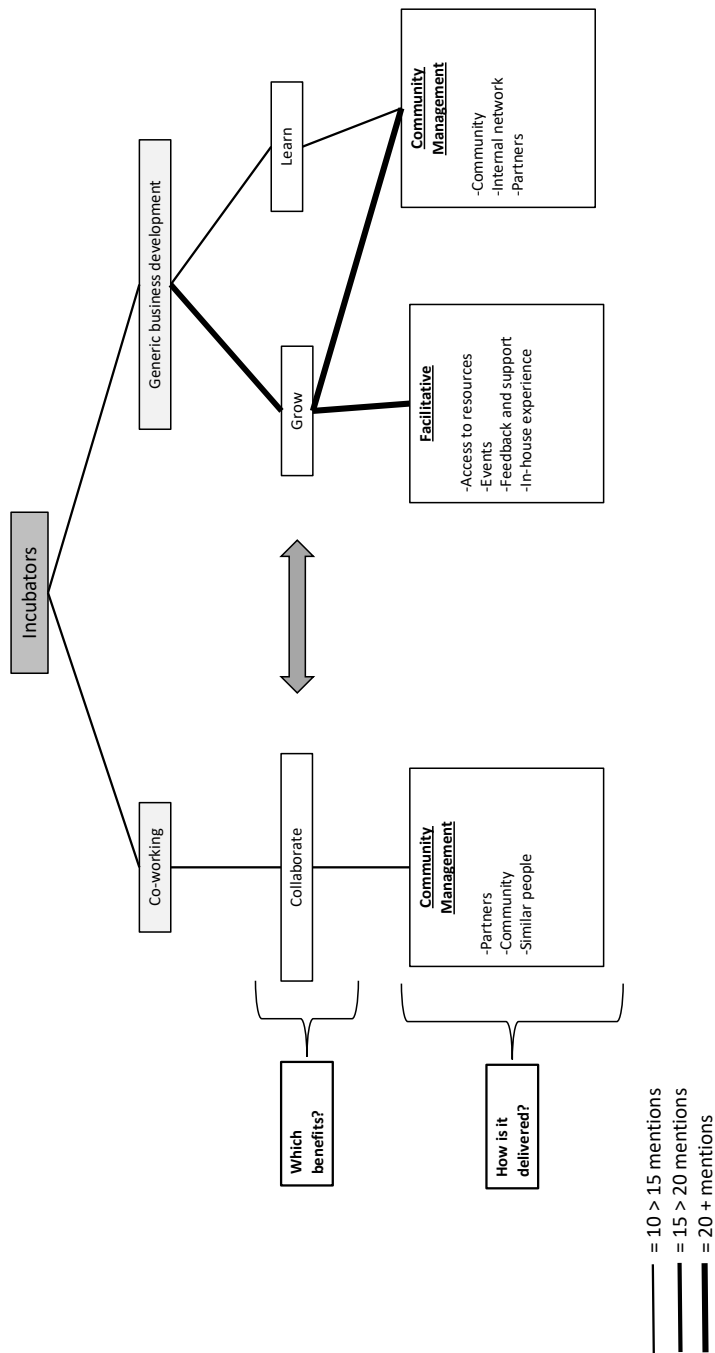 Incubators
Co-working
Generic business development
Which
benefits?
Collaborate
Grow
Learn
How is it
delivered?
Community
Management
-Partners
-Community
-Similar people
Facilitative
-Access to resources
-Events
-Feedback and support
-In-house experience
Community
Management
-Community
-Internal network
-Partners
= 10 > 15 mentions
= 15 > 20 mentions
= 20 + mentions